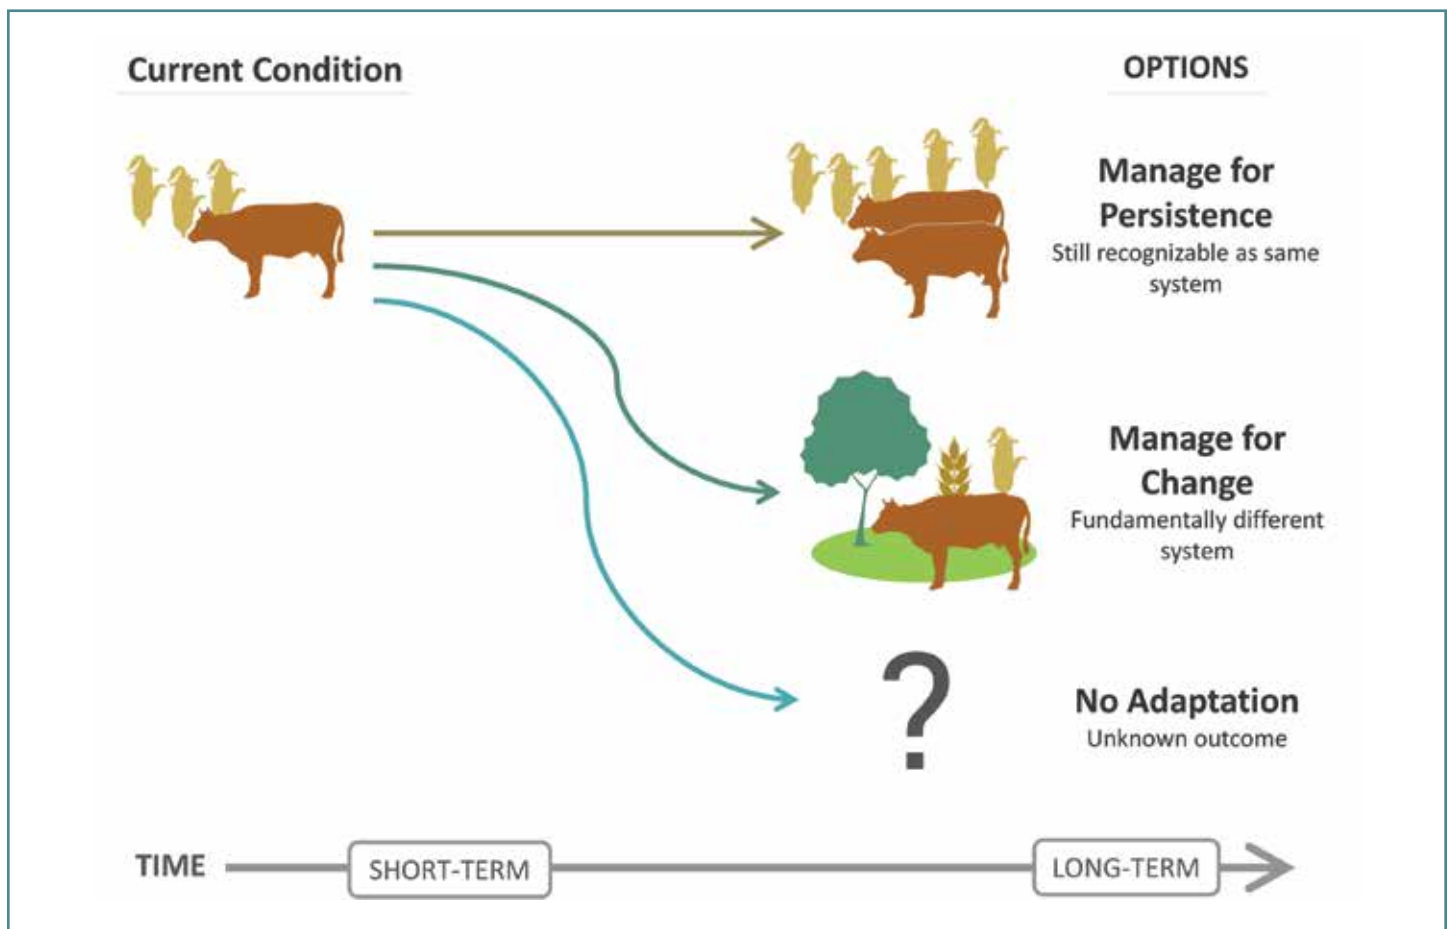 Current Condition
OPTIONS
Manage for
Persistence
Still recognizable as same
system
Manage for
Change
Fundamentally different
system
?
No Adaptation
Unknown outcome
TIME
SHORT-TERM
LONG-TERM